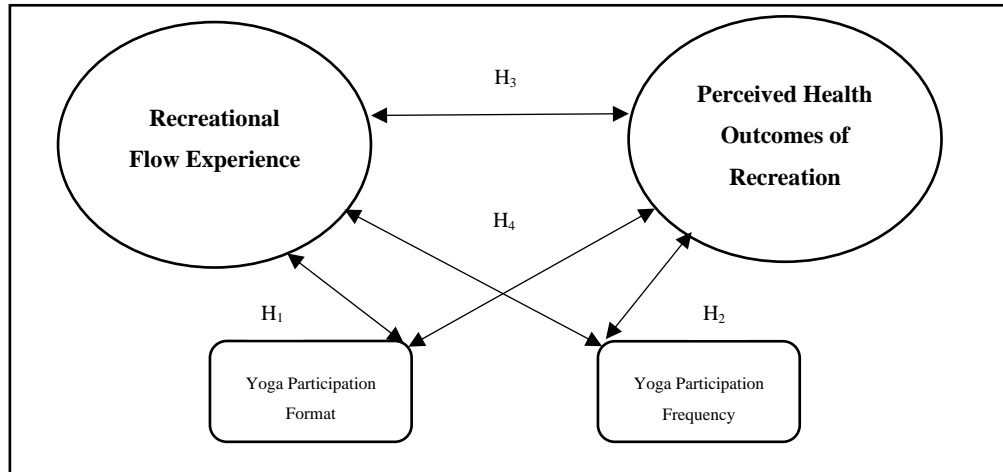 H₃
Recreational
Flow Experience
Perceived Health
Outcomes of
Recreation
H₄
H₁
H₂
Yoga Participation
Format
Yoga Participation
Frequency